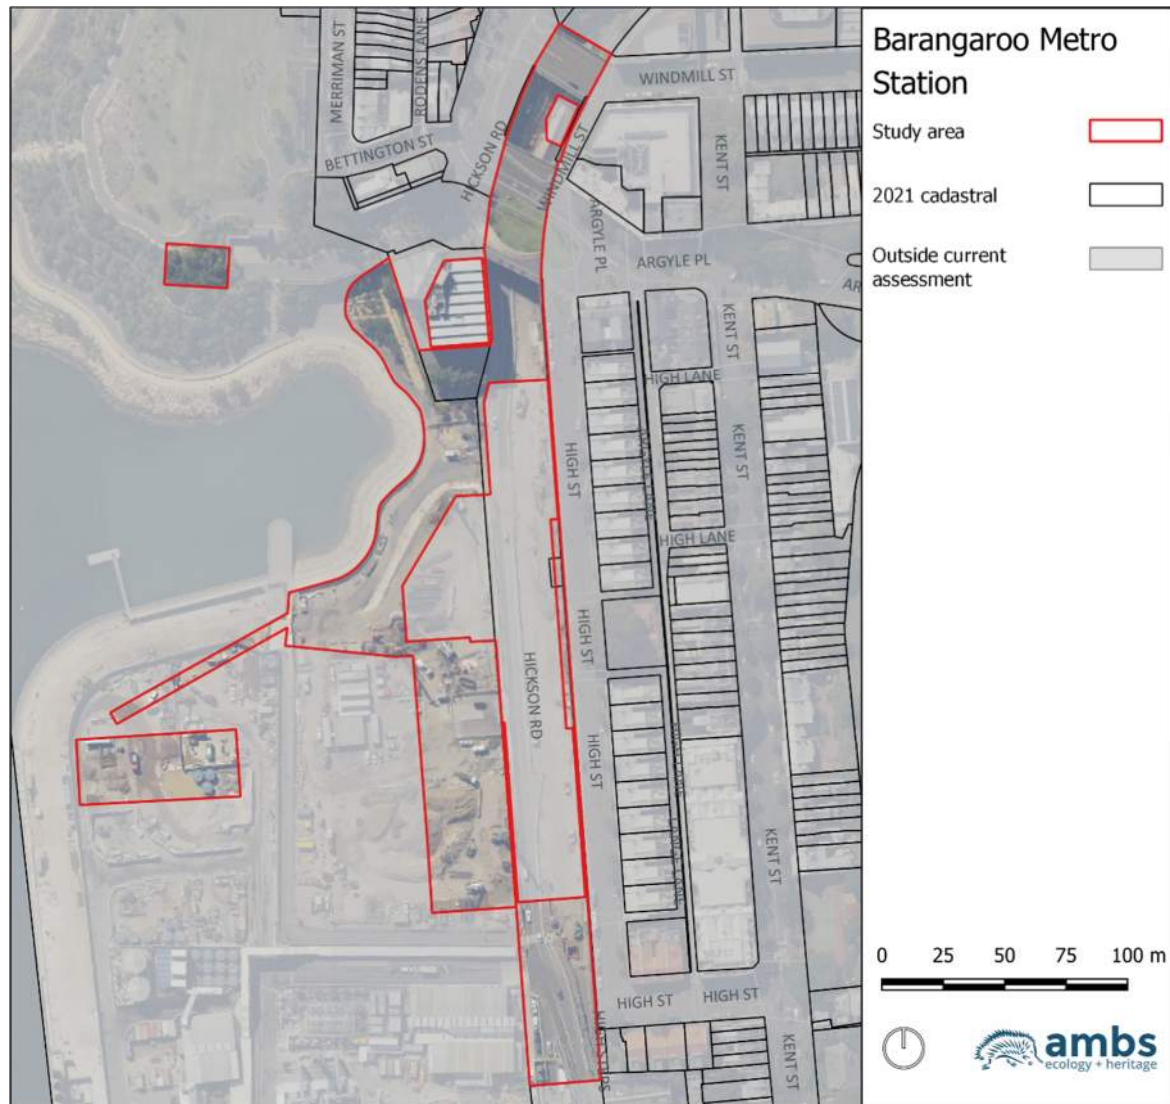 Barangaroo Metro
Station
Study area
2021 cadastral
Outside current
assessment
0 25 50 75 100 m
ambs
ecology + heritage
MERRIMAN ST
RODENS LANE
BETTINGTON ST
HICKSON RD
WINDMILL ST
WINDMILL ST
KENT ST
ARGYLE PL
ARGYLE PL
AR
KENT ST
HIGH LANE
KENT ST
HIGH ST
HIGH LANE
HIGH ST
HICKSON RD
HIGH ST
KENT ST
HIGH ST
HIGH ST
HIGH STEPS
KENT ST